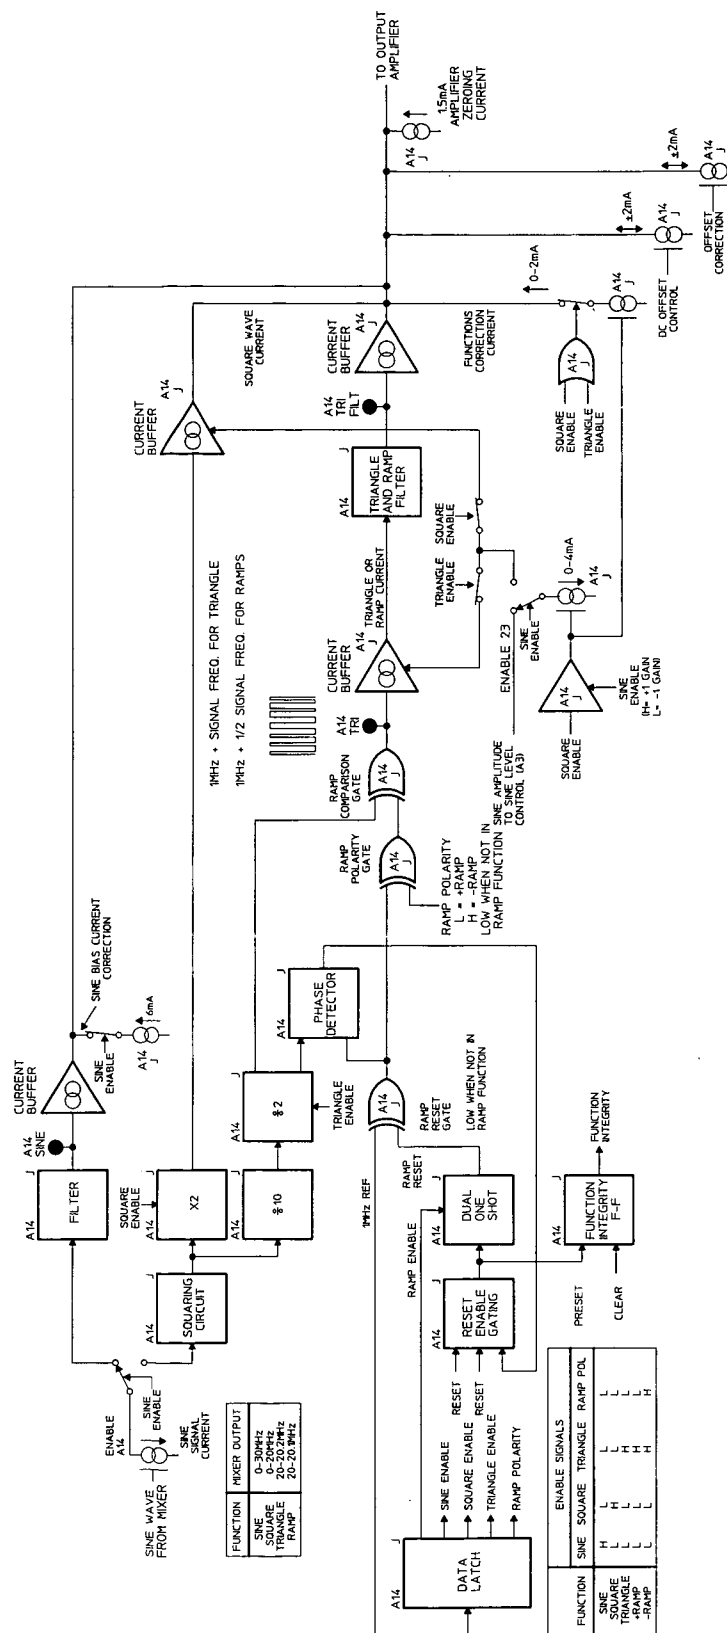 TO OUTPUT
AMPLIFIER
1.5mA
AMPLIFIER
ZEROING
CURRENT
A14
J
±2mA
A14
J
OFFSET
CORRECTION
±2mA
A14
J
DC OFFSET
CONTROL
0-2mA
A14
J
FUNCTIONS
CORRECTION
CURRENT
A14
J
SQUARE
ENABLE
TRIANGLE
ENABLE
SQUARE WAVE
CURRENT
CURRENT
BUFFER
A14
J
CURRENT
BUFFER
A14
J
A14
TRI
FILT
A14
J
TRIANGLE
AND RAMP
FILTER
TRIANGLE OR
RAMP CURRENT
TRIANGLE
ENABLE
SQUARE
ENABLE
ENABLE 23
SINE
ENABLE
0-4mA
A14
J
A14
J
SQUARE
ENABLE
SINE
ENABLE
(H= +1 GAIN
L= -1 GAIN)
1MHz + SIGNAL FREQ. FOR TRIANGLE
1MHz + 1/2 SIGNAL FREQ. FOR RAMPS
CURRENT
BUFFER
A14
J
A14
TRI
RAMP
COMPARISON
GATE
A14
J
SINE AMPLITUDE
TO SINE LEVEL
CONTROL (A3)
RAMP
POLARITY
GATE
A14
J
RAMP POLARITY
L = +RAMP
H = -RAMP
LOW WHEN NOT IN
RAMP FUNCTION
SINE BIAS CURRENT
CORRECTION
6mA
SINE
ENABLE
A14
J
CURRENT
BUFFER
A14
SINE
A14
J
FILTER
SQUARE
ENABLE
A14
J
X2
A14
J
SQUARING
CIRCUIT
A14
J
%10
A14
J
%2
TRIANGLE
ENABLE
A14
J
PHASE
DETECTOR
A14
J
RAMP
RESET
GATE
LOW WHEN NOT IN
RAMP FUNCTION
1MHz REF
RAMP
RESET
RAMP ENABLE
A14
J
DUAL
ONE
SHOT
A14
J
RESET
ENABLE
GATING
RESET
RESET
A14
J
FUNCTION
INTEGRITY
F-F
FUNCTION
INTEGRITY
PRESET
CLEAR
ENABLE
A14
SINE
ENABLE
SINE
SIGNAL
CURRENT
SINE WAVE
FROM MIXER
FUNCTION MIXER OUTPUT
SINE 0-30MHz
SQUARE 0-20MHz
TRIANGLE 20-20.2MHz
RAMP 20-20.1MHz
SINE ENABLE
SQUARE ENABLE
TRIANGLE ENABLE
RAMP POLARITY
A14
J
DATA
LATCH
ENABLE SIGNALS
FUNCTION SINE SQUARE TRIANGLE RAMP POL
SINE H L L L
SQUARE L H H L
TRIANGLE L L H L
+RAMP L L H L
-RAMP L L H H